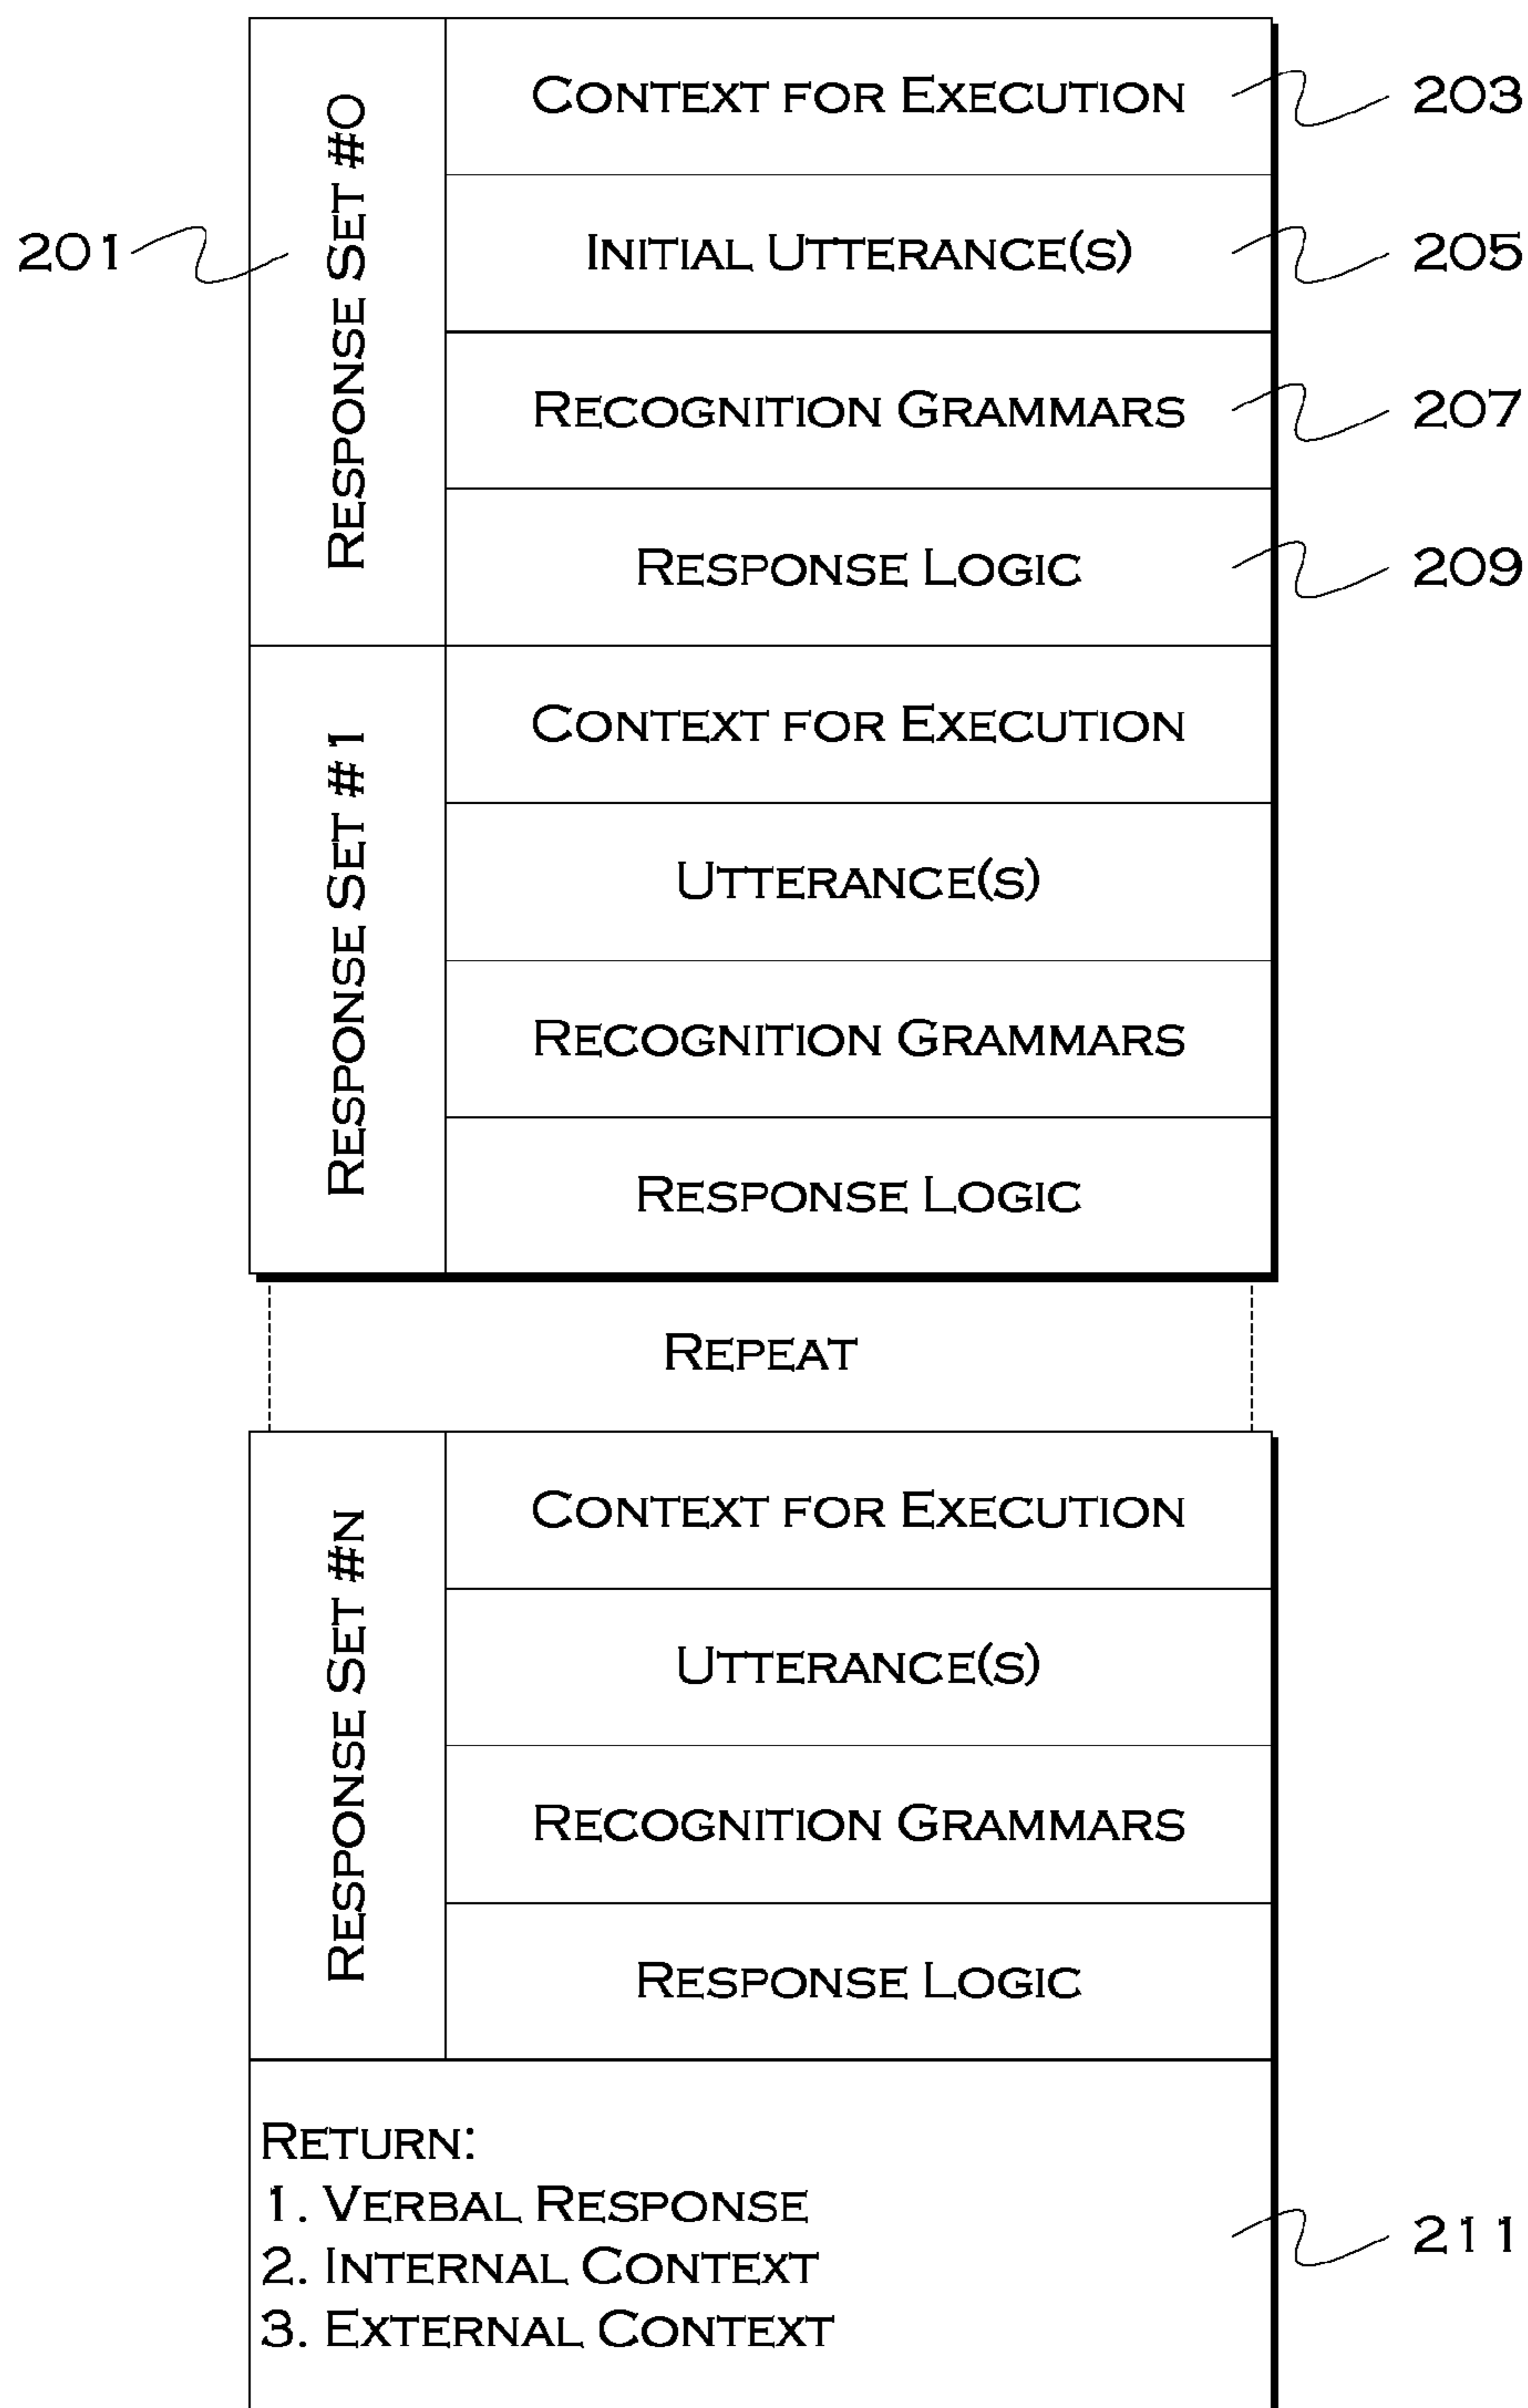 201
RESPONSE SET #0
CONTEXT FOR EXECUTION
203
INITIAL UTTERANCE(S)
205
RECOGNITION GRAMMARS
207
RESPONSE LOGIC
209
RESPONSE SET #1
CONTEXT FOR EXECUTION
UTTERANCE(S)
RECOGNITION GRAMMARS
RESPONSE LOGIC
REPEAT
RESPONSE SET #N
CONTEXT FOR EXECUTION
UTTERANCE(S)
RECOGNITION GRAMMARS
RESPONSE LOGIC
RETURN:
1. VERBAL RESPONSE
2. INTERNAL CONTEXT
3. EXTERNAL CONTEXT
211